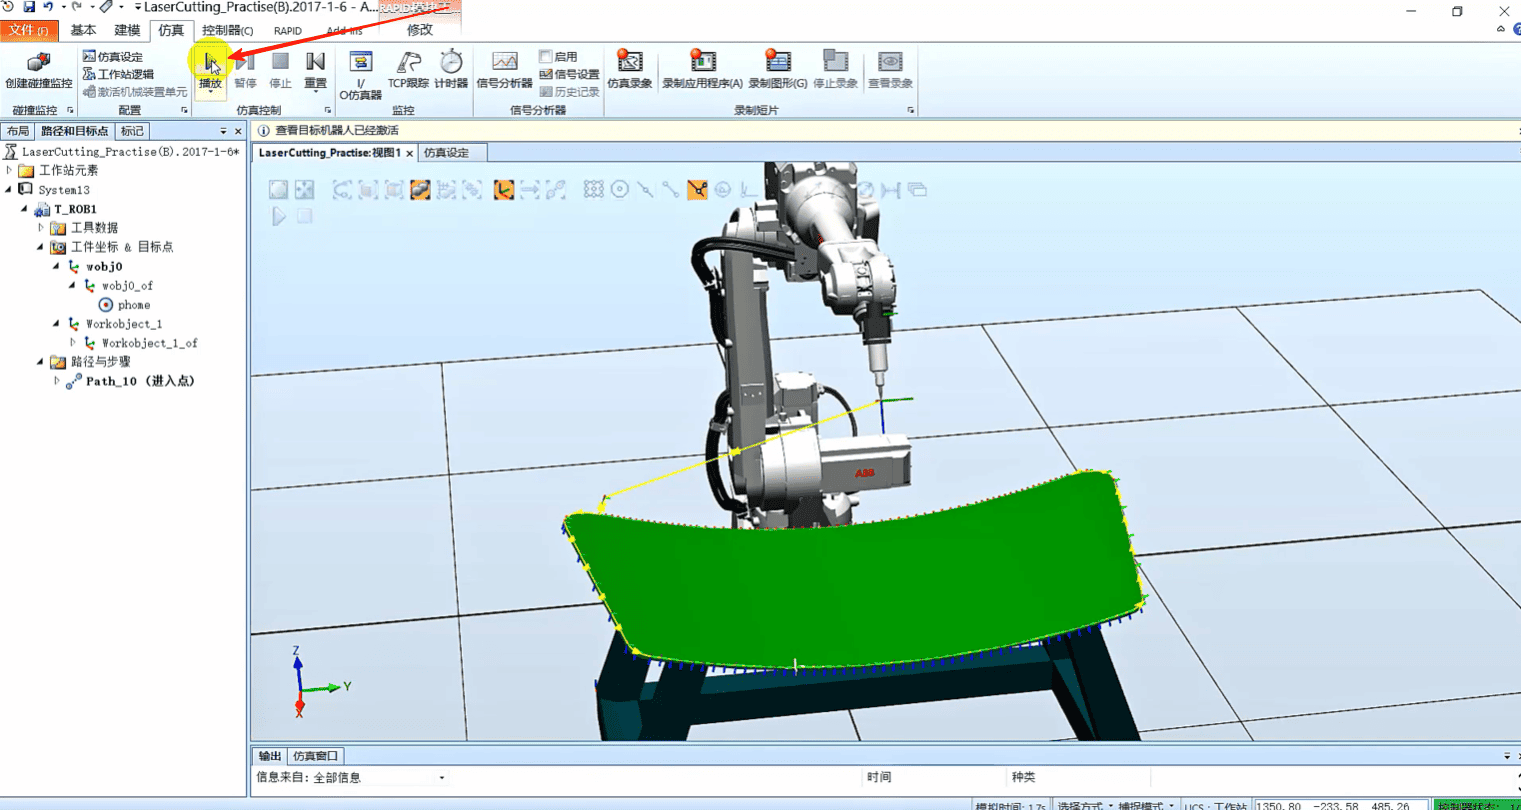 LaserCutting_Practise(B).2017-1-6 - A...
文件(F) 基本 建模 仿真 控制器(C) RAPID Add-Ins 修改
创建碰撞监控 仿真设定 工作站逻辑 激活机械装置单元 播放 暂停 停止 重置 I/O仿真器 TCP跟踪 计时器 信号分析器 启用 信号设置 历史记录 仿真录象 录制应用程序(A) 录制图形(G) 停止录象 查看录象
碰撞监控 配置 仿真控制 监控 信号分析器 录制短片
布局 路径和目标点 标记
查看目标机器人已经激活
LaserCutting_Practise:视图1 仿真设定
LaserCutting_Practise(B).2017-1-6*
工作站元素
System13
T_ROB1
工具数据
工件坐标 & 目标点
wobj0
wobj0_of
phome
Workobject_1
Workobject_1_of
路径与步骤
Path_10 (进入点)
ABB
Z
Y
X
输出 仿真窗口
信息来自: 全部信息 时间 种类
模拟时间: 1.7s 选择方式 捕捉模式 UCS : 工作站 1350.80 -233.58 485.26 控制器状态: 1/